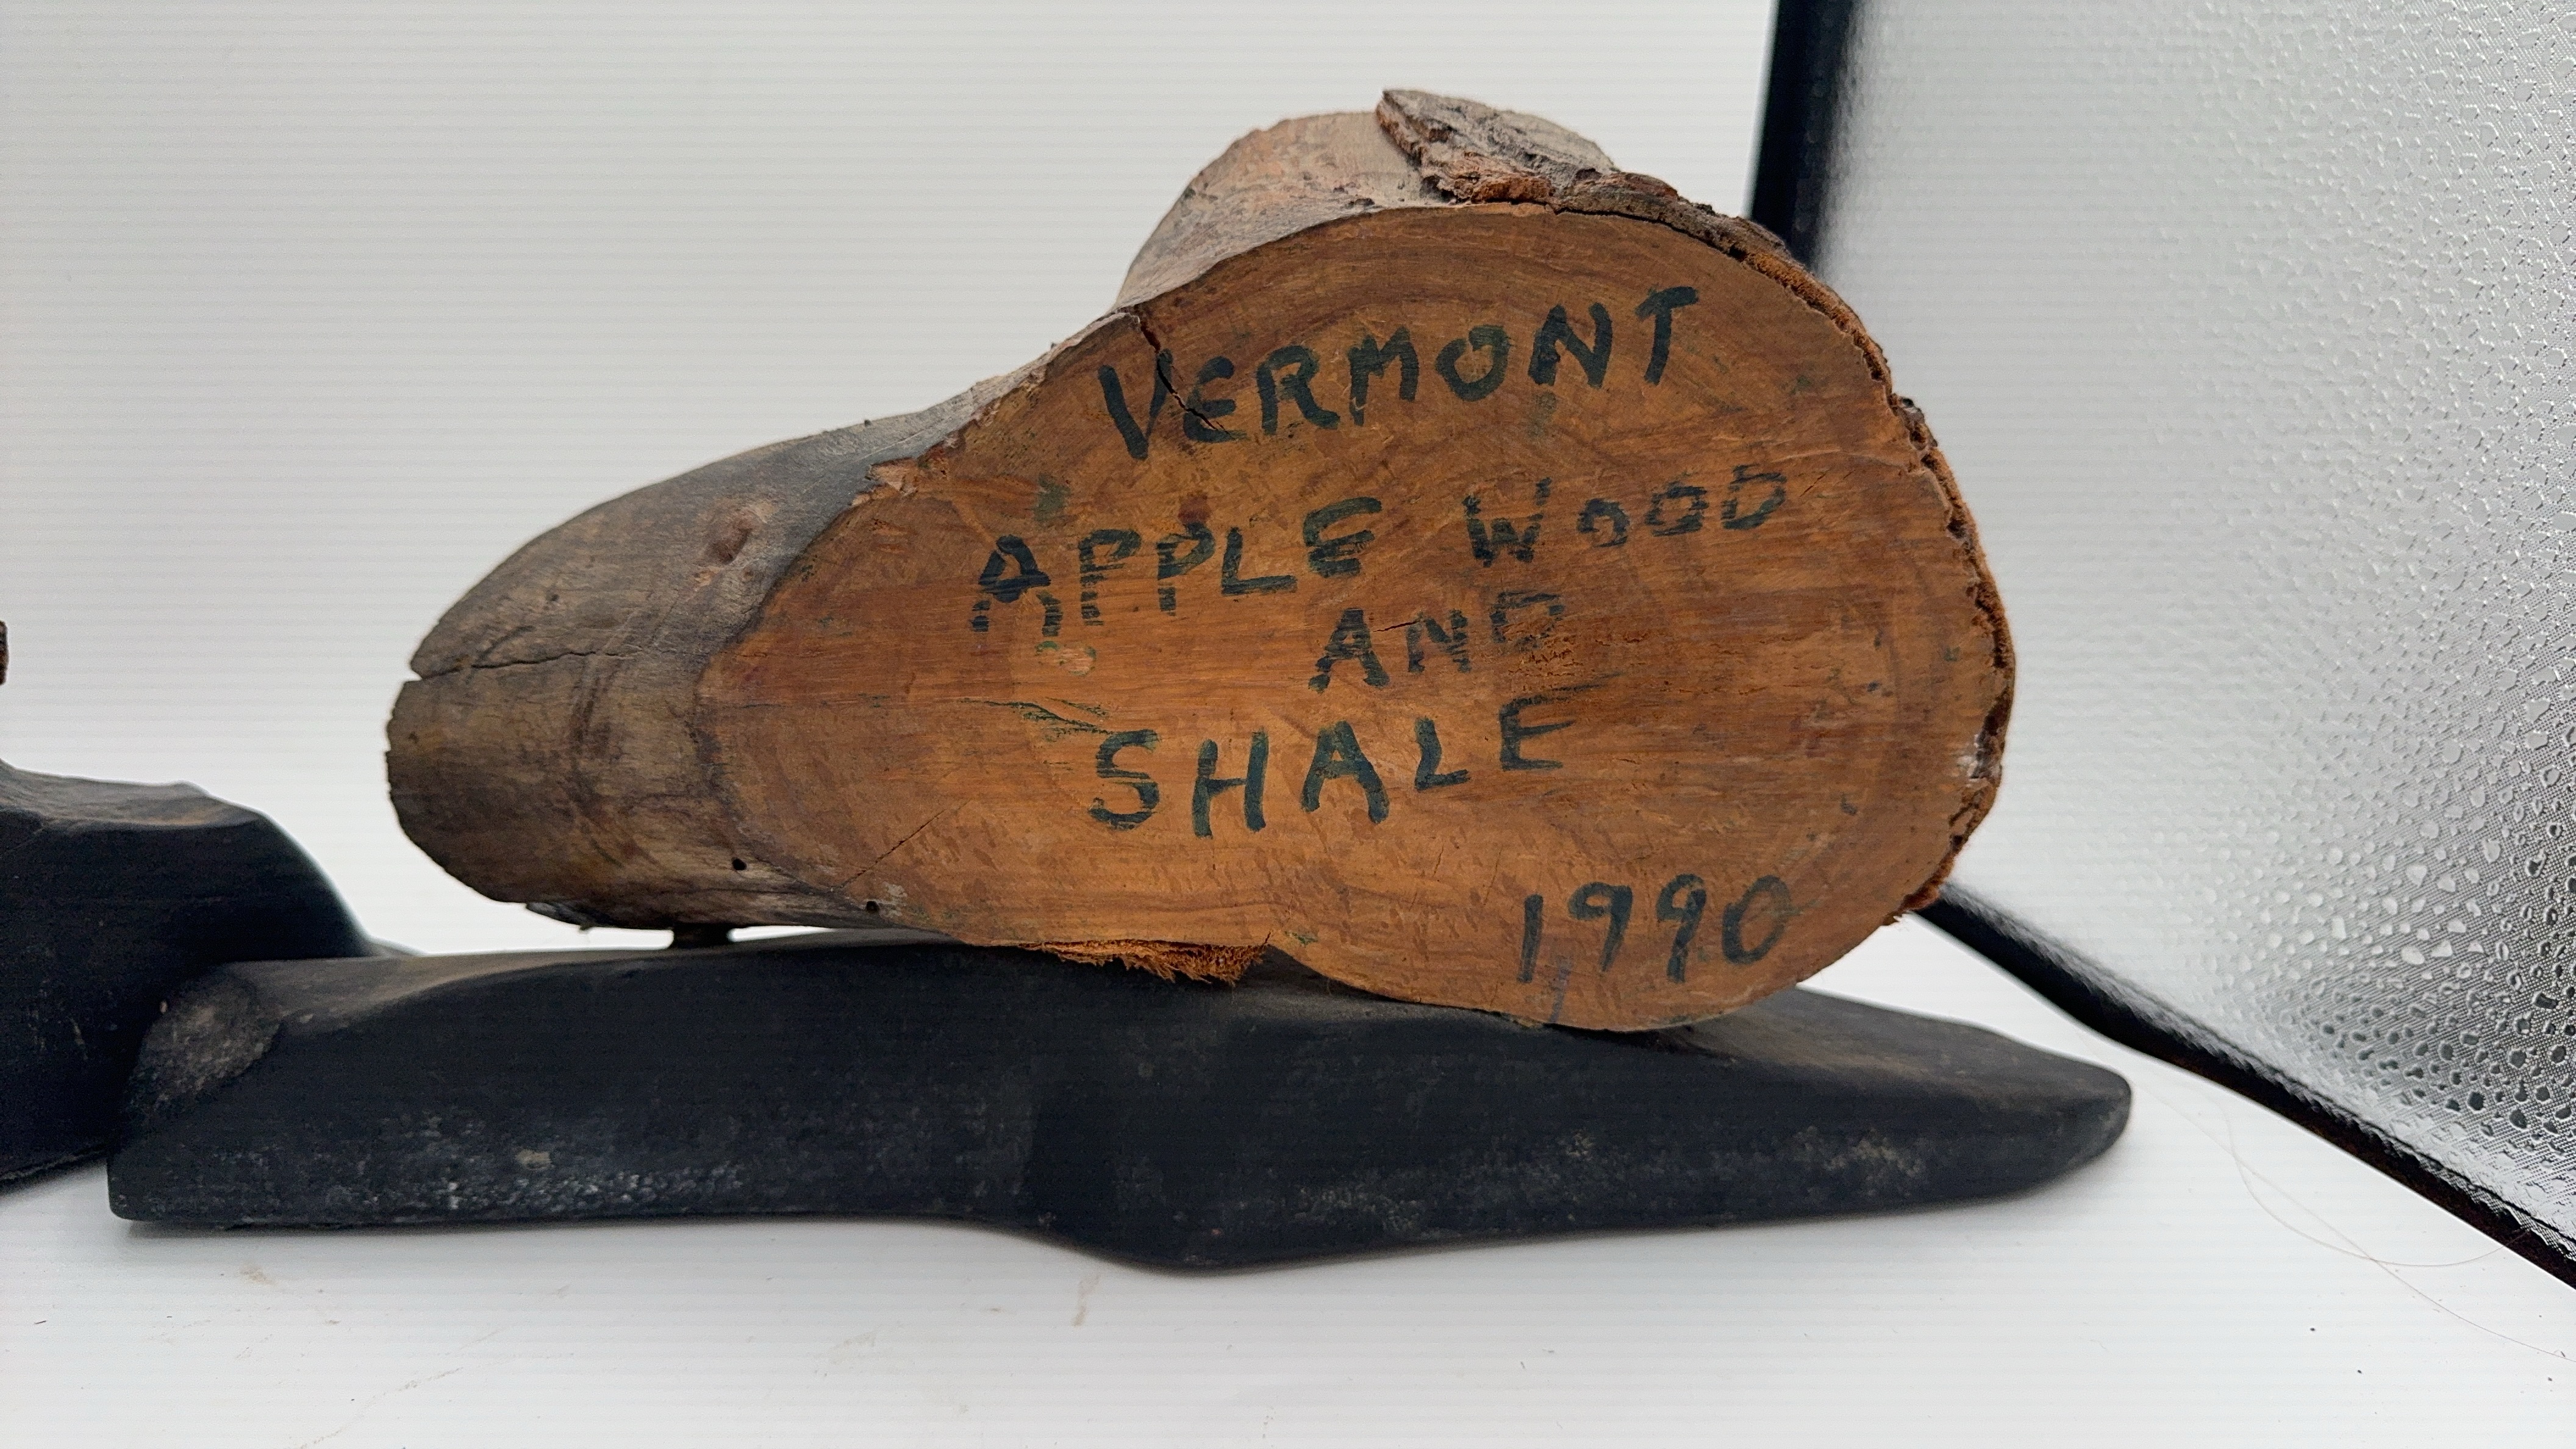 VERMONT
APPLE WOOD
AND
SHALE
1990